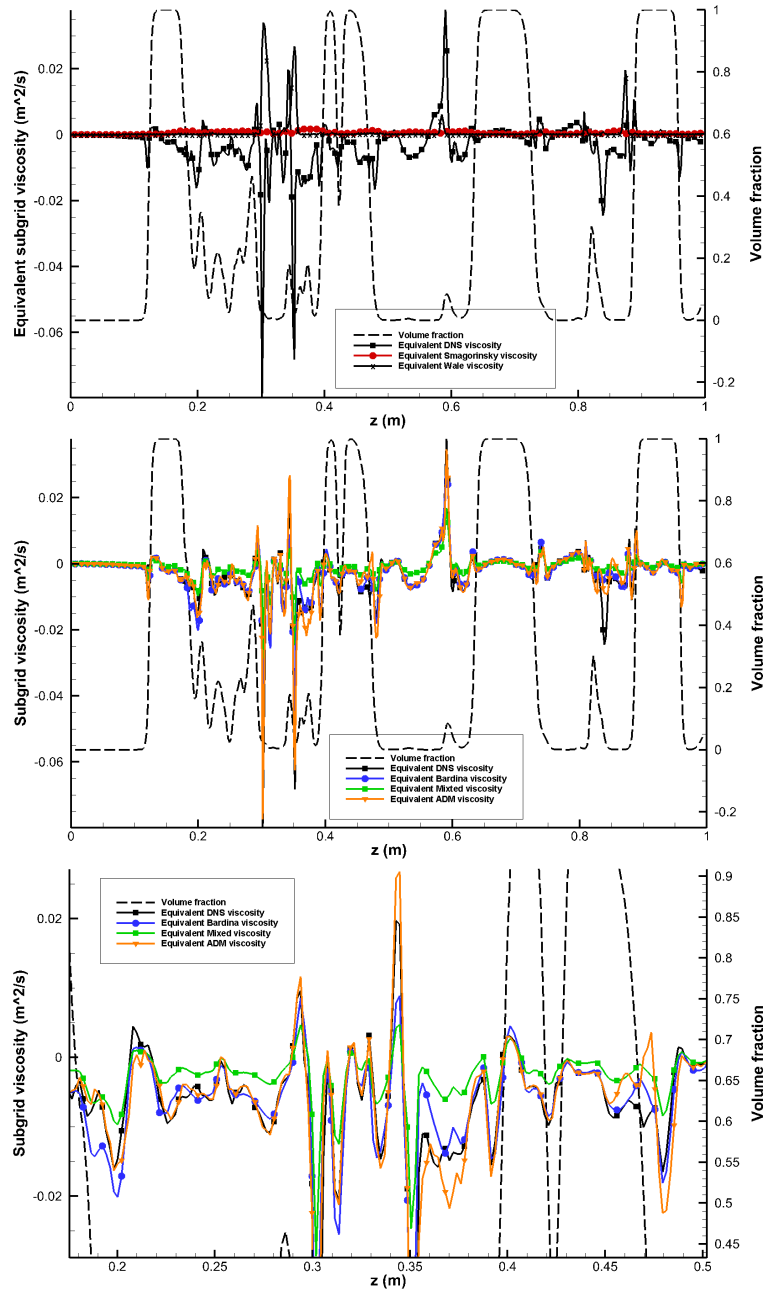 Equivalent subgrid viscosity (m^2/s)
0.02
0
-0.02
-0.04
-0.06
1
0.8
0.6
0.4
0.2
0
-0.2
Volume fraction
Volume fraction
Equivalent DNS viscosity
Equivalent Smagorinsky viscosity
Equivalent Wale viscosity
0
0.2
0.4
0.6
0.8
1
z (m)
Subgrid viscosity (m^2/s)
0.02
0
-0.02
-0.04
-0.06
1
0.8
0.6
0.4
0.2
0
-0.2
Volume fraction
Volume fraction
Equivalent DNS viscosity
Equivalent Bardina viscosity
Equivalent Mixed viscosity
Equivalent ADM viscosity
0
0.2
0.4
0.6
0.8
1
z (m)
Volume fraction
Equivalent DNS viscosity
Equivalent Bardina viscosity
Equivalent Mixed viscosity
Equivalent ADM viscosity
Subgrid viscosity (m^2/s)
0.02
0
-0.02
0.9
0.85
0.8
0.75
0.7
0.65
0.6
0.55
0.5
0.45
Volume fraction
0.2
0.25
0.3
0.35
0.4
0.45
0.5
z (m)